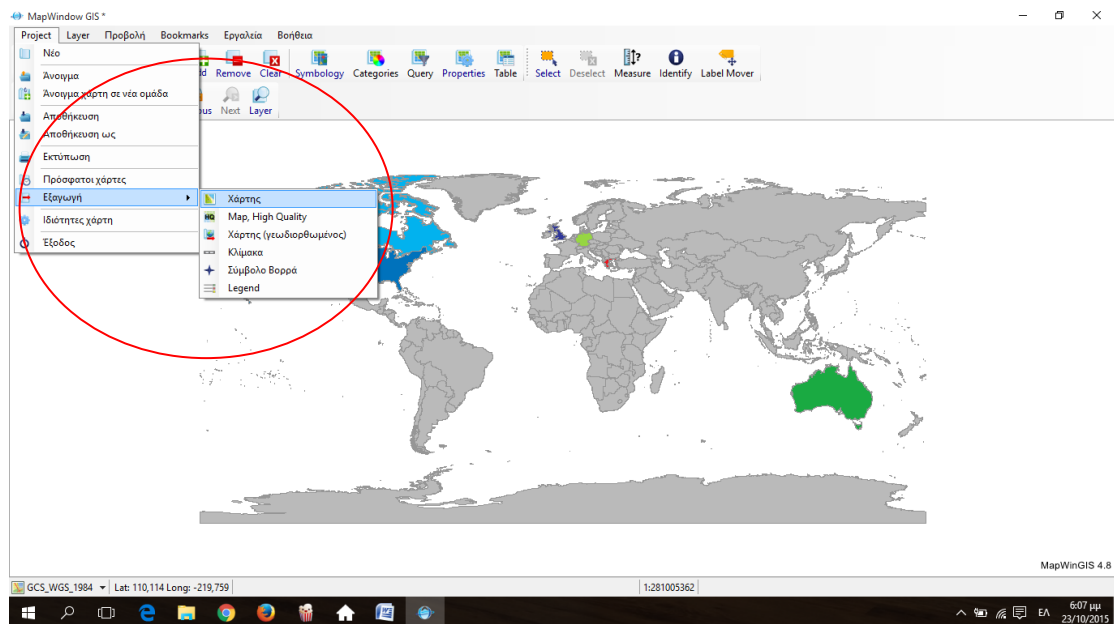 MapWindow GIS *
Project Layer Προβολή Bookmarks Εργαλεία Βοήθεια
Νέο
Άνοιγμα
Άνοιγμα χάρτη σε νέα ομάδα
Αποθήκευση
Αποθήκευση ως
Εκτύπωση
Πρόσφατοι χάρτες
Εξαγωγή
Ιδιότητες χάρτη
Έξοδος
dd Remove Clear Symbology Categories Query Properties Table Select Deselect Measure Identify Label Mover
ous Next Layer
Χάρτης
HQ Map, High Quality
Χάρτης (γεωδιορθωμένος)
Κλίμακα
Σύμβολο Βορρά
Legend
MapWinGIS 4.8
GCS_WGS_1984 Lat: 110,114 Long: -219,759 1:281005362
ΕΛ 6:07 μμ
23/10/2015